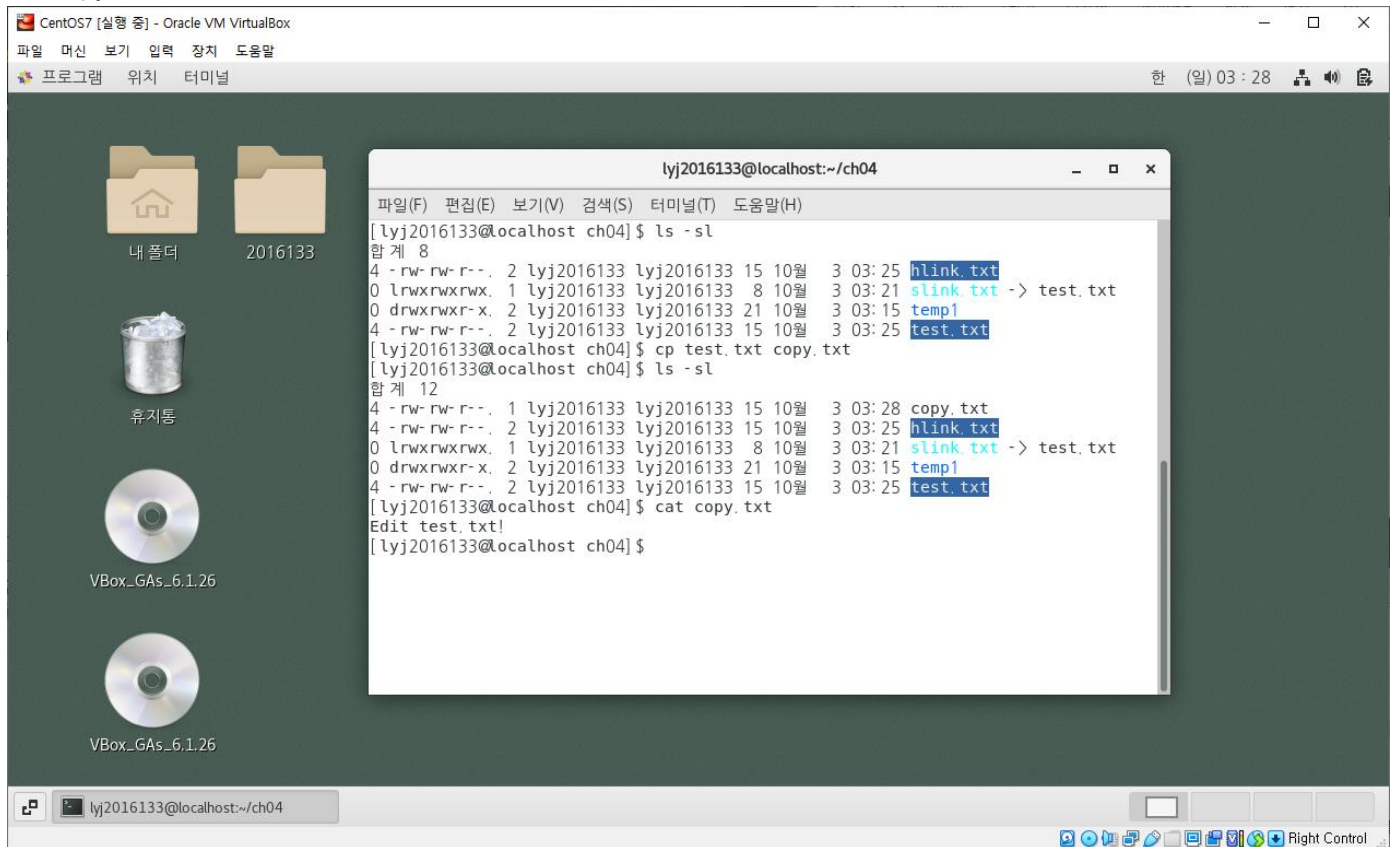 CentOS7 [실행 중] - Oracle VM VirtualBox
파일 머신 보기 입력 장치 도움말
프로그램 위치 터미널 한 (일) 03 : 28
내 폴더
2016133
휴지통
VBox_GAs_6.1.26
VBox_GAs_6.1.26
lyj2016133@localhost:~/ch04
파일(F) 편집(E) 보기(V) 검색(S) 터미널(T) 도움말(H)
[lyj2016133@localhost ch04]$ ls -sl
합계 8
4 -rw-rw-r--. 2 lyj2016133 lyj2016133 15 10월 3 03:25 hlink.txt
0 lrwxrwxrwx. 1 lyj2016133 lyj2016133 8 10월 3 03:21 slink.txt -> test.txt
0 drwxrwxr-x. 2 lyj2016133 lyj2016133 21 10월 3 03:15 temp1
4 -rw-rw-r--. 2 lyj2016133 lyj2016133 15 10월 3 03:25 test.txt
[lyj2016133@localhost ch04]$ cp test.txt copy.txt
[lyj2016133@localhost ch04]$ ls -sl
합계 12
4 -rw-rw-r--. 1 lyj2016133 lyj2016133 15 10월 3 03:28 copy.txt
4 -rw-rw-r--. 2 lyj2016133 lyj2016133 15 10월 3 03:25 hlink.txt
0 lrwxrwxrwx. 1 lyj2016133 lyj2016133 8 10월 3 03:21 slink.txt -> test.txt
0 drwxrwxr-x. 2 lyj2016133 lyj2016133 21 10월 3 03:15 temp1
4 -rw-rw-r--. 2 lyj2016133 lyj2016133 15 10월 3 03:25 test.txt
[lyj2016133@localhost ch04]$ cat copy.txt
Edit test.txt!
[lyj2016133@localhost ch04]$
lyj2016133@localhost:~/ch04
Right Control